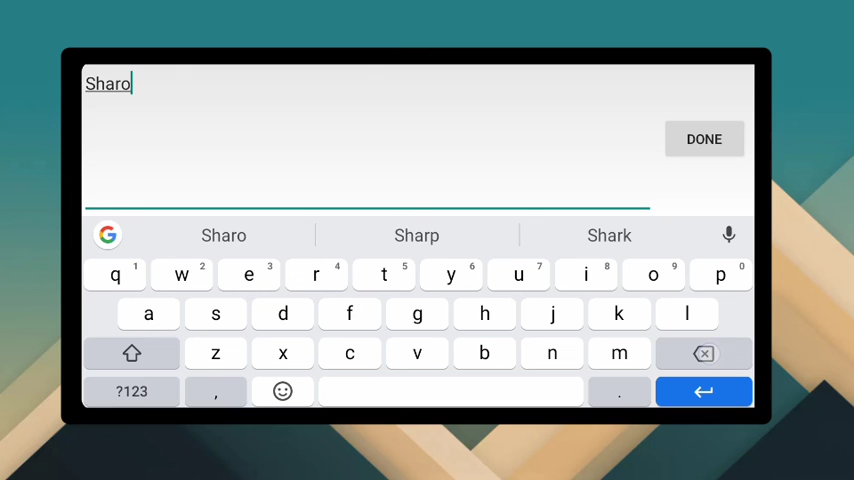 Sharo
DONE
G Sharo Sharp Shark
q 1 w 2 e 3 r 4 t 5 y 6 u 7 i 8 o 9 p 0
a s d f g h j k l
z x c v b n m
?123 , .